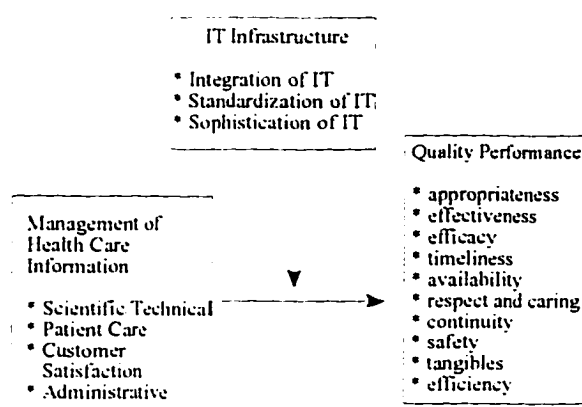 IT Infrastructure
* Integration of IT
* Standardization of IT
* Sophistication of IT
Management of
Health Care
Information
* Scientific Technical
* Patient Care
* Customer
Satisfaction
* Administrative
Quality Performance
* appropriateness
* effectiveness
* efficacy
* timeliness
* availability
* respect and caring
* continuity
* safety
* tangibles
* efficiency